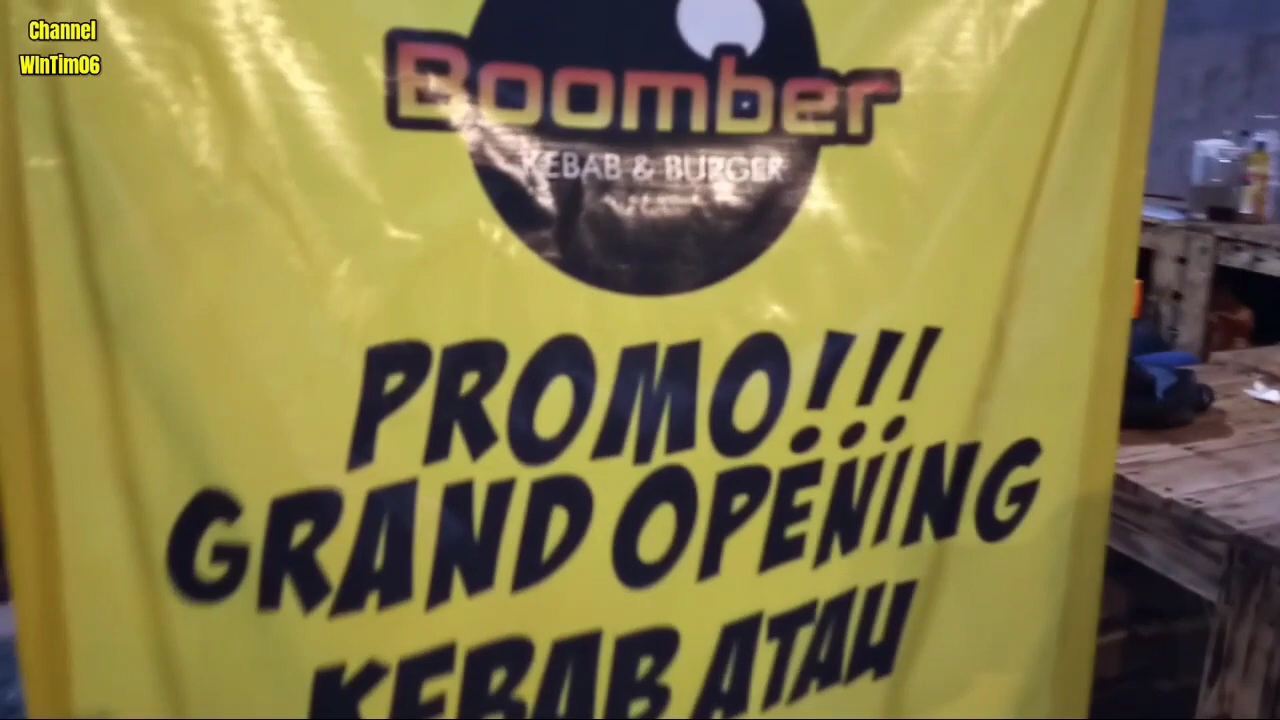 Channel
WInTim06
Boomber
KEBAB & BURGER
PROMO!!!
GRAND OPENING
KEBAB ATAU